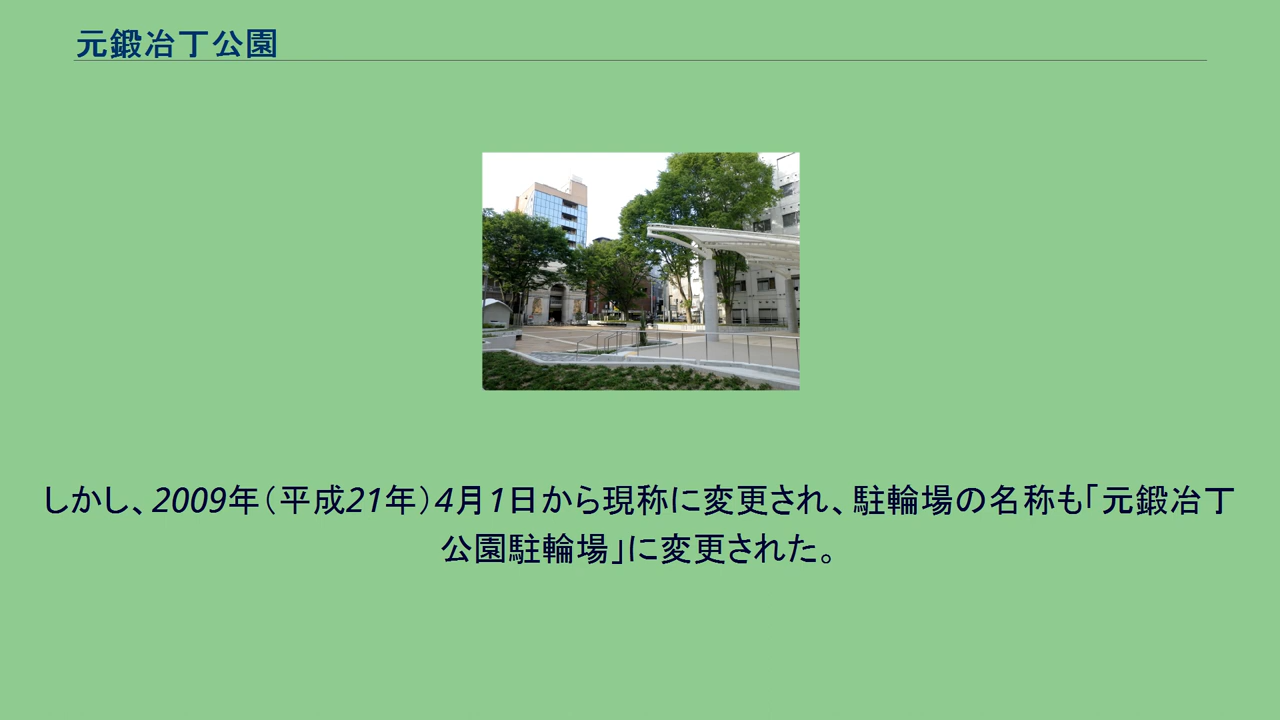 元鍛冶丁公園
しかし、2009年（平成21年）4月1日から現称に変更され、駐輪場の名称も「元鍛冶丁
公園駐輪場」に変更された。